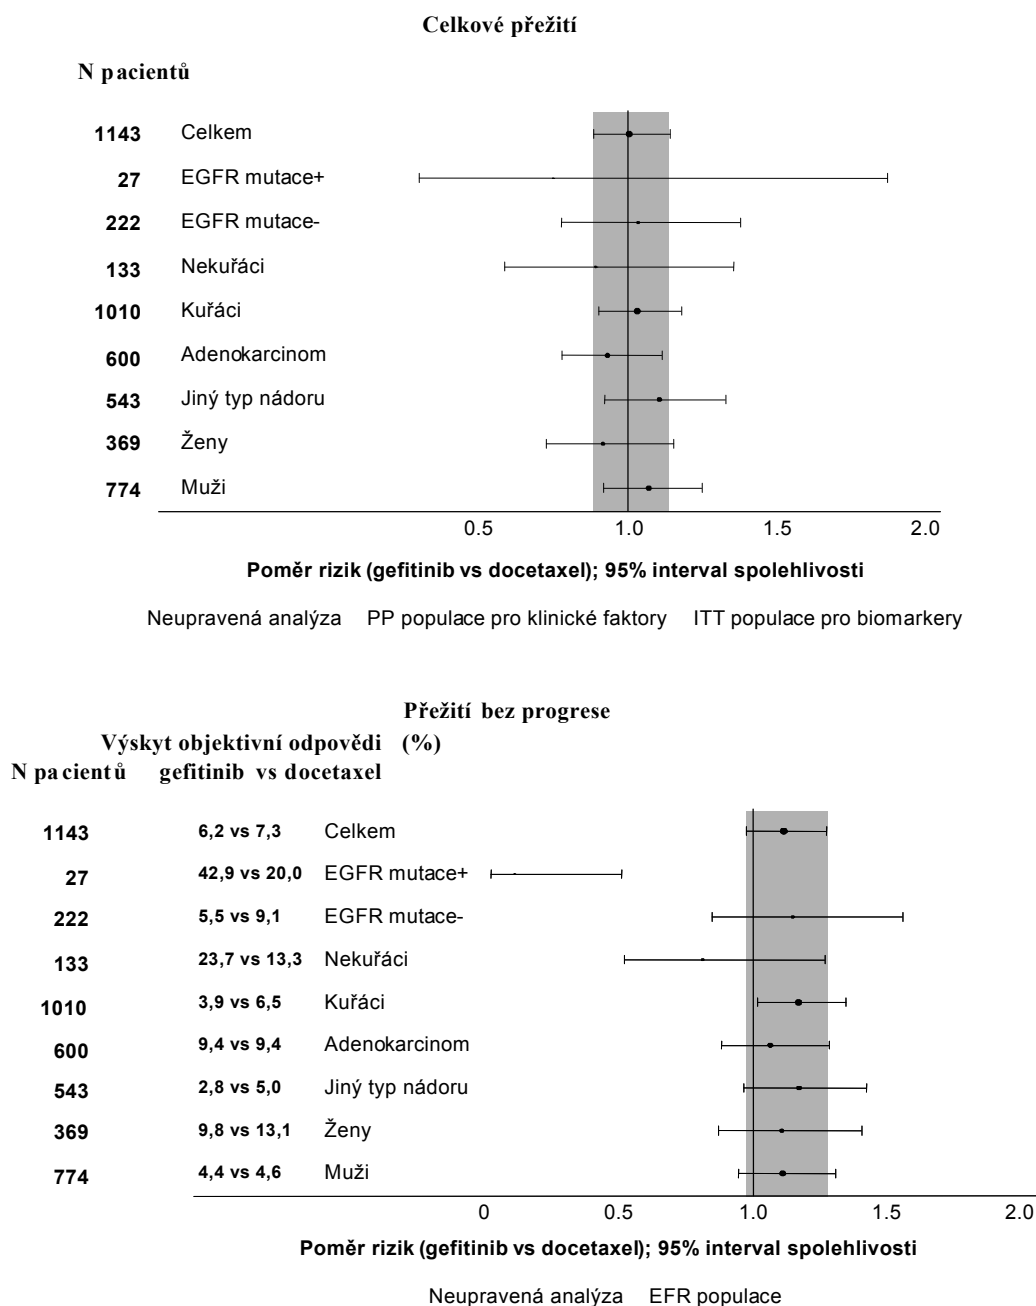 Celkové přežití
N pacientů
1143 Celkem
27 EGFR mutace+
222 EGFR mutace-
133 Nekuřáci
1010 Kuřáci
600 Adenokarcinom
543 Jiný typ nádoru
369 Ženy
774 Muži
0.5 1.0 1.5 2.0
Poměr rizik (gefitinib vs docetaxel); 95% interval spolehlivosti
Neupravená analýza PP populace pro klinické faktory ITT populace pro biomarkery
Přežití bez progrese
Výskyt objektivní odpovědi (%)
N pacientů gefitinib vs docetaxel
1143 6,2 vs 7,3 Celkem
27 42,9 vs 20,0 EGFR mutace+
222 5,5 vs 9,1 EGFR mutace-
133 23,7 vs 13,3 Nekuřáci
1010 3,9 vs 6,5 Kuřáci
600 9,4 vs 9,4 Adenokarcinom
543 2,8 vs 5,0 Jiný typ nádoru
369 9,8 vs 13,1 Ženy
774 4,4 vs 4,6 Muži
0 0.5 1.0 1.5 2.0
Poměr rizik (gefitinib vs docetaxel); 95% interval spolehlivosti
Neupravená analýza EFR populace